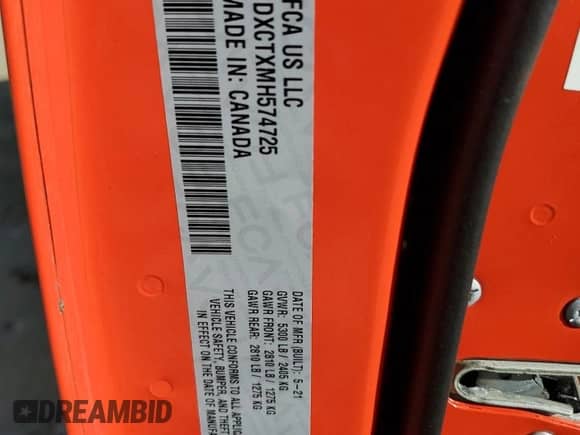 FCA US LLC
DXCTXMH574725
MADE IN: CANADA
DATE OF MFR (BUILT): 5-21
GVWR: 5300 LB / 2405 KG
GAWR FRONT: 2810 LB / 1275 KG
GAWR REAR: 2810 LB / 1275 KG
THIS VEHICLE CONFORMS TO ALL APPLIC
VEHICLE SAFETY, BUMPER, AND THEFT
IN EFFECT ON THE DATE OF MANUFA
DREAMBID